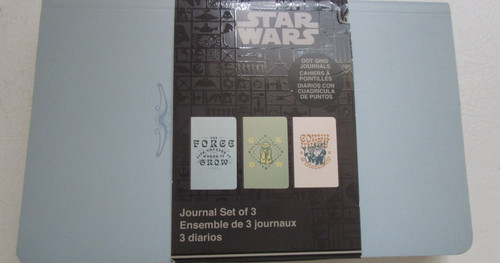 STAR
WARS
DOT GRID
JOURNALS
CAHIERS À
POINTILLÉS
DIARIOS CON
CUADRÍCULA
DE PUNTOS
THE
FORCE
GROW
Journal Set of 3
Ensemble de 3 journaux
3 diarios